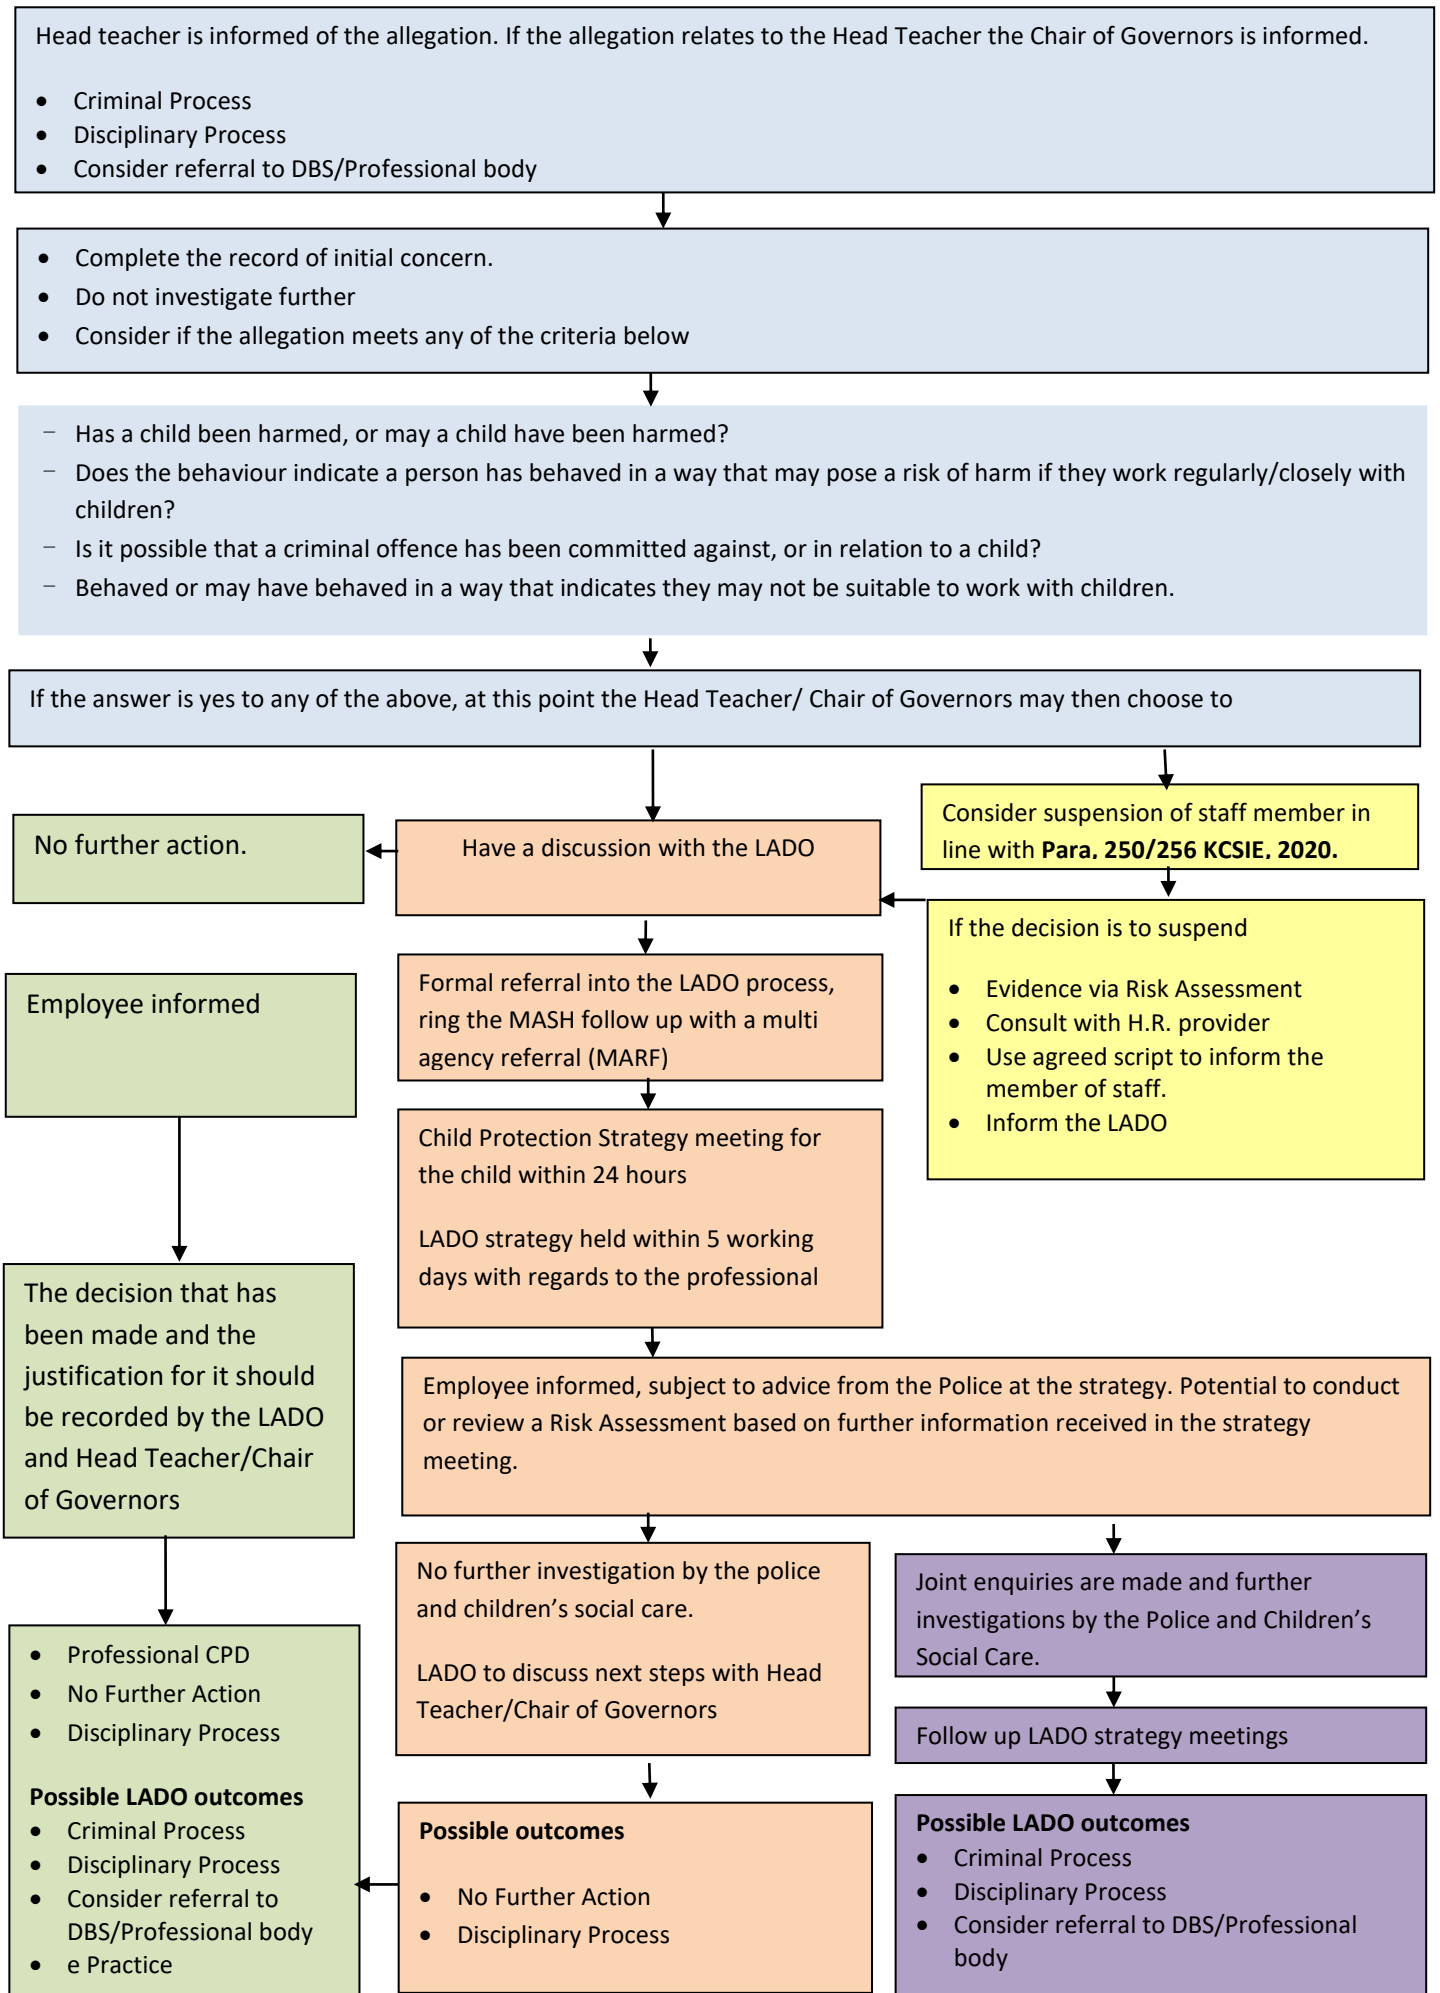 Head teacher is informed of the allegation. If the allegation relates to the Head Teacher the Chair of Governors is informed.
• Criminal Process
• Disciplinary Process
• Consider referral to DBS/Professional body
• Complete the record of initial concern.
• Do not investigate further
• Consider if the allegation meets any of the criteria below
− Has a child been harmed, or may a child have been harmed?
− Does the behaviour indicate a person has behaved in a way that may pose a risk of harm if they work regularly/closely with
children?
− Is it possible that a criminal offence has been committed against, or in relation to a child?
− Behaved or may have behaved in a way that indicates they may not be suitable to work with children.
If the answer is yes to any of the above, at this point the Head Teacher/ Chair of Governors may then choose to
No further action.
Have a discussion with the LADO
Consider suspension of staff member in
line with Para. 250/256 KCSIE. 2020.
If the decision is to suspend
• Evidence via Risk Assessment
• Consult with H.R. provider
• Use agreed script to inform the
member of staff.
• Inform the LADO
Employee informed
Formal referral into the LADO process,
ring the MASH follow up with a multi
agency referral (MARF)
Child Protection Strategy meeting for
the child within 24 hours
LADO strategy held within 5 working
days with regards to the professional
The decision that has
been made and the
justification for it should
be recorded by the LADO
and Head Teacher/Chair
of Governors
Employee informed, subject to advice from the Police at the strategy. Potential to conduct
or review a Risk Assessment based on further information received in the strategy
meeting.
No further investigation by the police
and children’s social care.
LADO to discuss next steps with Head
Teacher/Chair of Governors
Joint enquiries are made and further
investigations by the Police and Children’s
Social Care.
Follow up LADO strategy meetings
• Professional CPD
• No Further Action
• Disciplinary Process
Possible LADO outcomes
• Criminal Process
• Disciplinary Process
• Consider referral to
DBS/Professional body
• e Practice
Possible outcomes
• No Further Action
• Disciplinary Process
Possible LADO outcomes
• Criminal Process
• Disciplinary Process
• Consider referral to DBS/Professional
body